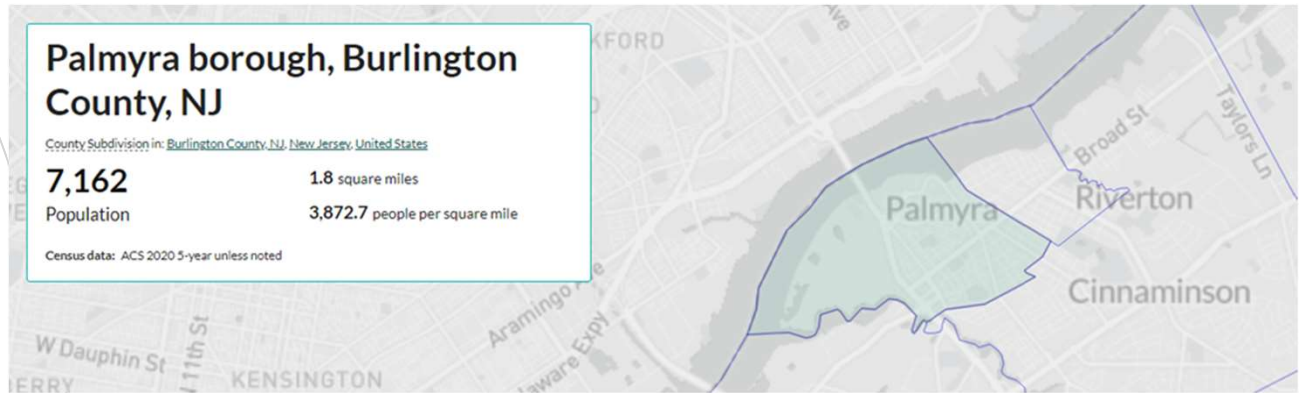 Palmyra borough, Burlington
County, NJ
County Subdivision in: Burlington County, NJ, New Jersey, United States
7,162
Population
1.8 square miles
3,872.7 people per square mile
Census data: ACS 2020 5-year unless noted
KFORD
Ave
Broad St
Taylors Ln
Palmyra
Riverton
Cinnaminson
Aramingo A
e
aware Expy
W Dauphin St
11th St
KENSINGTON
ERRY